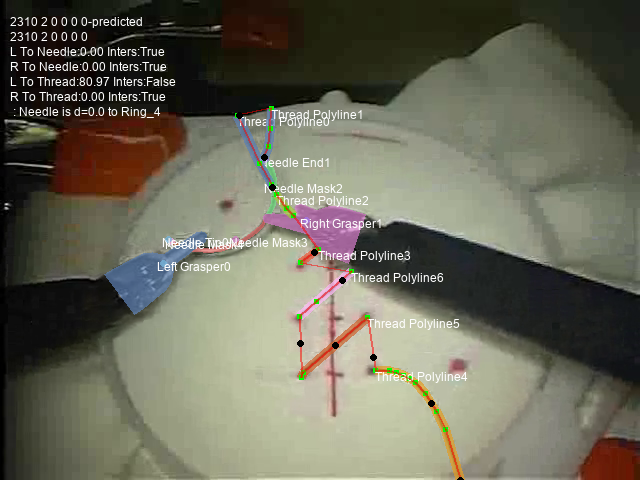 2310 2 0 0 0 0-predicted
2310 2 0 0 0 0
L To Needle:0.00 Inters:True
R To Needle:0.00 Inters:True
L To Thread:80.97 Inters:False
R To Thread:0.00 Inters:True
: Needle is d=0.0 to Ring_4
Thread Polyline1
Thread Polyline0
Needle End1
Needle Mask2
Thread Polyline2
Right Grasper1
Needle Tip0 Needle Mask3
Thread Polyline3
Left Grasper0
Thread Polyline6
Thread Polyline5
Thread Polyline4